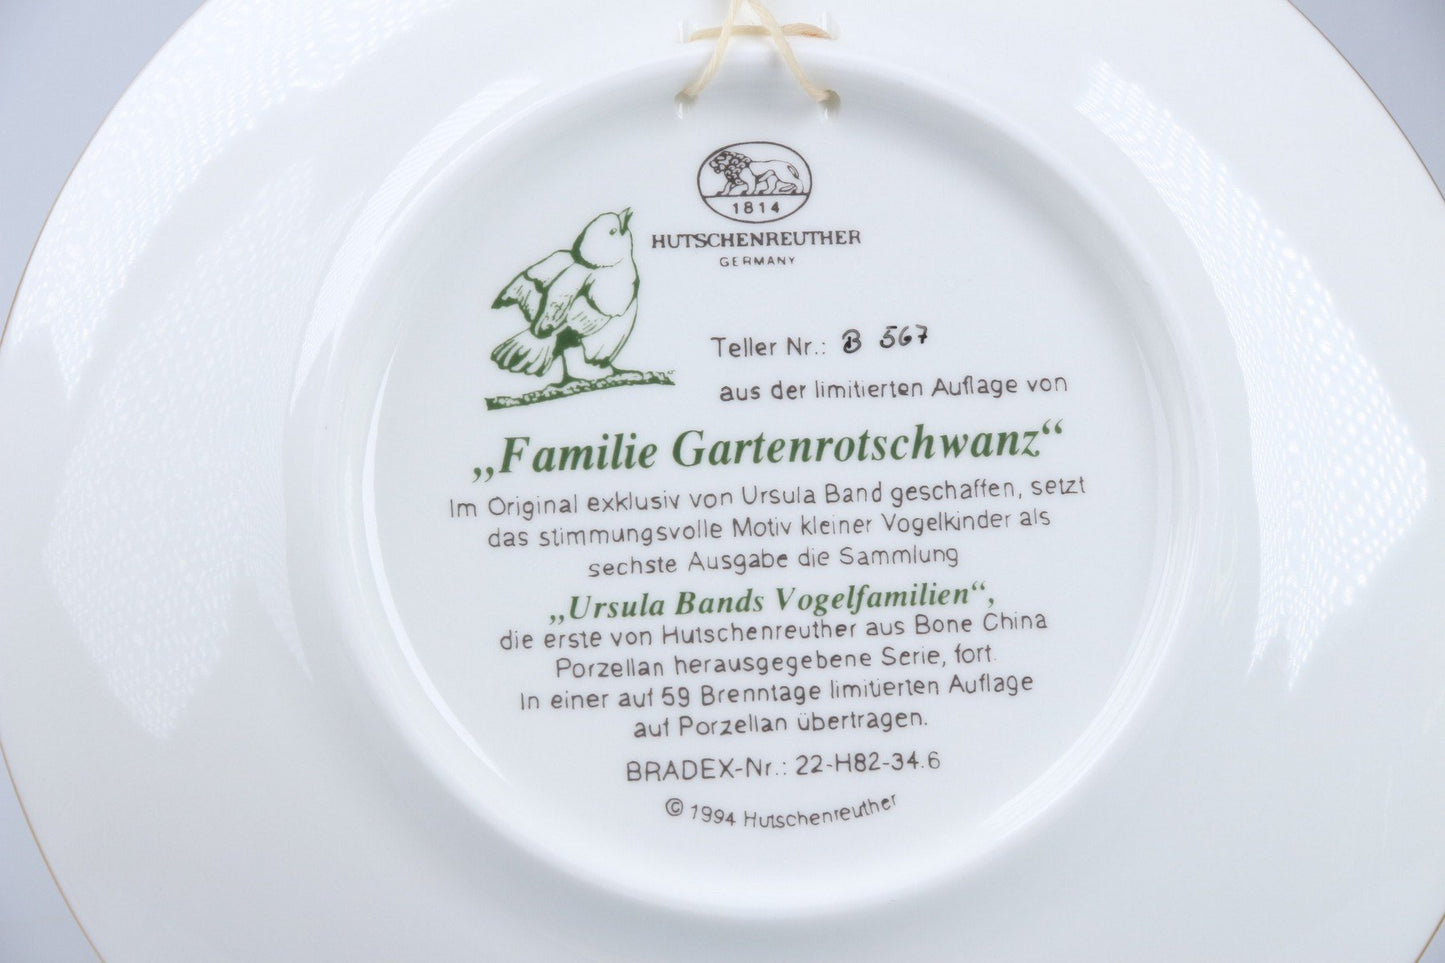 1814
HUTSCHENREUTHER
GERMANY
Teller Nr.: B 567
aus der limitierten Auflage von
„Familie Gartenrotschwanz“
Im Original exklusiv von Ursula Band geschaffen, setzt
das stimmungsvolle Motiv kleiner Vogelkinder als
sechste Ausgabe die Sammlung
„Ursula Bands Vogelfamilien“,
die erste von Hutschenreuther aus Bone China
Porzellan herausgegebene Serie, fort.
In einer auf 59 Brenntage limitierten Auflage
auf Porzellan übertragen.
BRADEX-Nr.: 22-H82-34.6
© 1994 Hutschenreuther